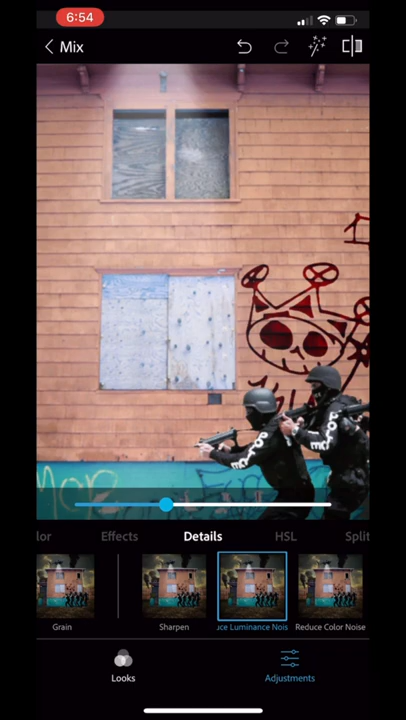 6:54
Mix
lor Effects Details HSL Split
Grain Sharpen ce Luminance Nois Reduce Color Noise
Looks Adjustments